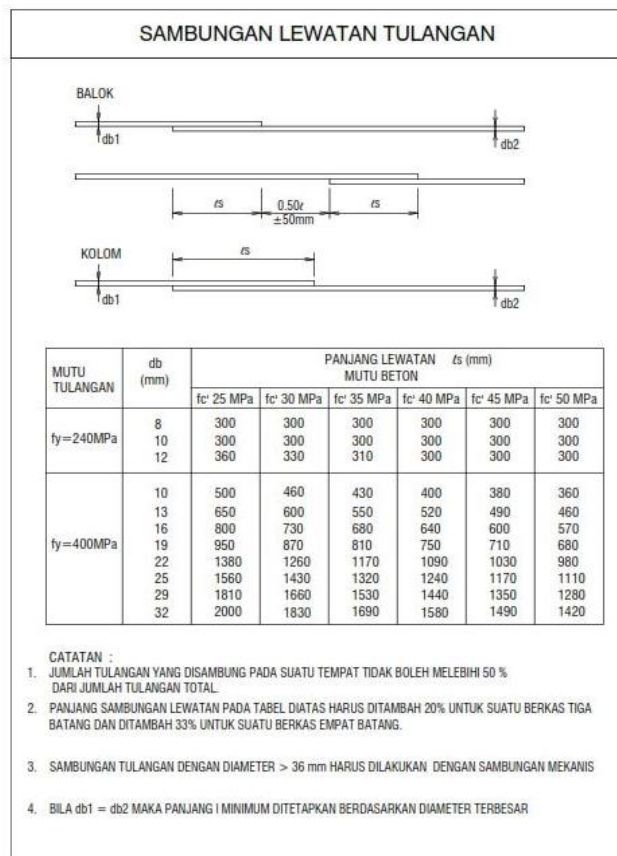 SAMBUNGAN LEWATAN TULANGAN
BALOK
db1
db2
ℓs
0.50ℓ
±50mm
ℓs
KOLOM
ℓs
db1
db2
MUTU TULANGAN db (mm) PANJANG LEWATAN ℓs (mm)
MUTU BETON
fc' 25 MPa fc' 30 MPa fc' 35 MPa fc' 40 MPa fc' 45 MPa fc' 50 MPa
fy=240MPa
8 300 300 300 300 300 300
10 300 300 300 300 300 300
12 360 330 310 300 300 300
fy=400MPa
10 500 460 430 400 380 360
13 650 600 550 520 490 460
16 800 730 680 640 600 570
19 950 870 810 750 710 680
22 1380 1260 1170 1090 1030 980
25 1560 1430 1320 1240 1170 1110
29 1810 1660 1530 1440 1350 1280
32 2000 1830 1690 1580 1490 1420
CATATAN :
1. JUMLAH TULANGAN YANG DISAMBUNG PADA SUATU TEMPAT TIDAK BOLEH MELEBIHI 50 %
DARI JUMLAH TULANGAN TOTAL.
2. PANJANG SAMBUNGAN LEWATAN PADA TABEL DIATAS HARUS DITAMBAH 20% UNTUK SUATU BERKAS TIGA
BATANG DAN DITAMBAH 33% UNTUK SUATU BERKAS EMPAT BATANG.
3. SAMBUNGAN TULANGAN DENGAN DIAMETER > 36 mm HARUS DILAKUKAN DENGAN SAMBUNGAN MEKANIS
4. BILA db1 = db2 MAKA PANJANG l MINIMUM DITETAPKAN BERDASARKAN DIAMETER TERBESAR